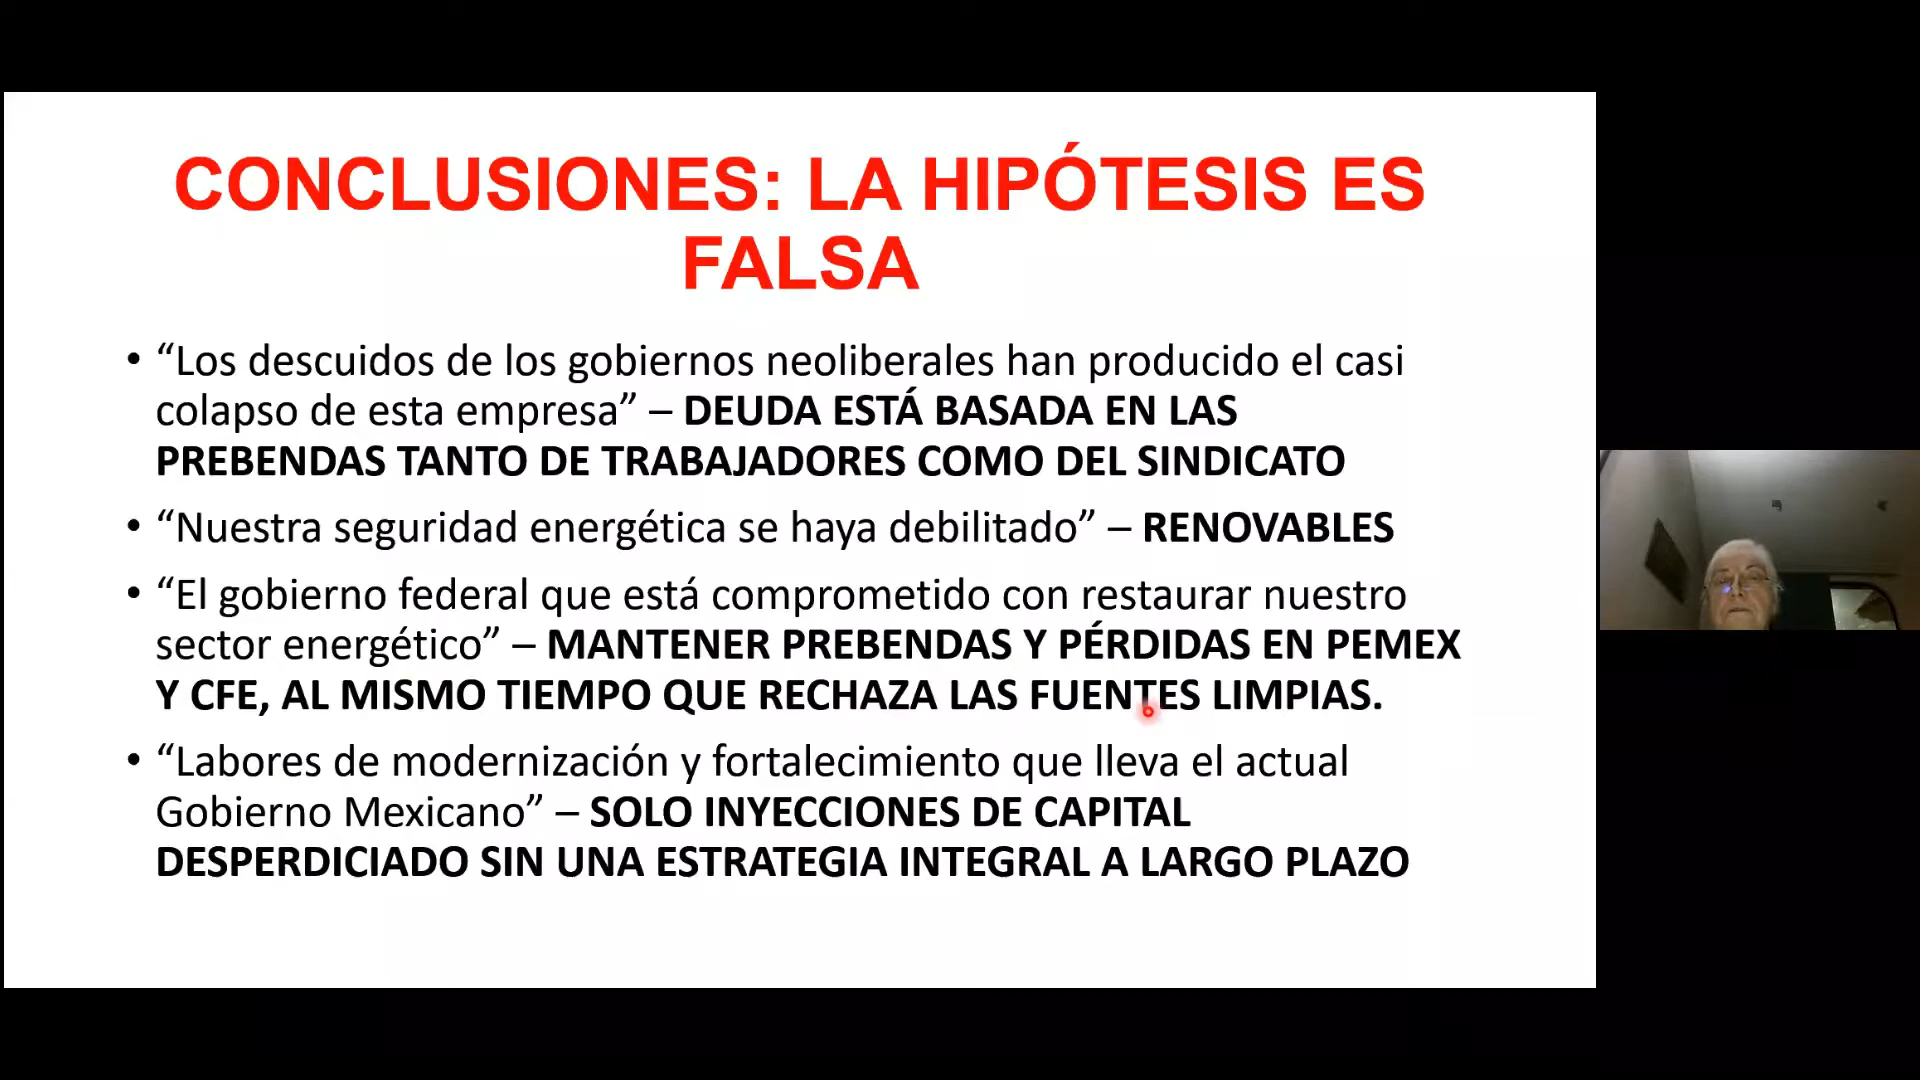 CONCLUSIONES: LA HIPÓTESIS ES
FALSA
• “Los descuidos de los gobiernos neoliberales han producido el casi
colapso de esta empresa” – DEUDA ESTÁ BASADA EN LAS
PREBENDAS TANTO DE TRABAJADORES COMO DEL SINDICATO
• “Nuestra seguridad energética se haya debilitado” – RENOVABLES
• “El gobierno federal que está comprometido con restaurar nuestro
sector energético” – MANTENER PREBENDAS Y PÉRDIDAS EN PEMEX
Y CFE, AL MISMO TIEMPO QUE RECHAZA LAS FUENTES LIMPIAS.
• “Labores de modernización y fortalecimiento que lleva el actual
Gobierno Mexicano” – SOLO INYECCIONES DE CAPITAL
DESPERDICIADO SIN UNA ESTRATEGIA INTEGRAL A LARGO PLAZO